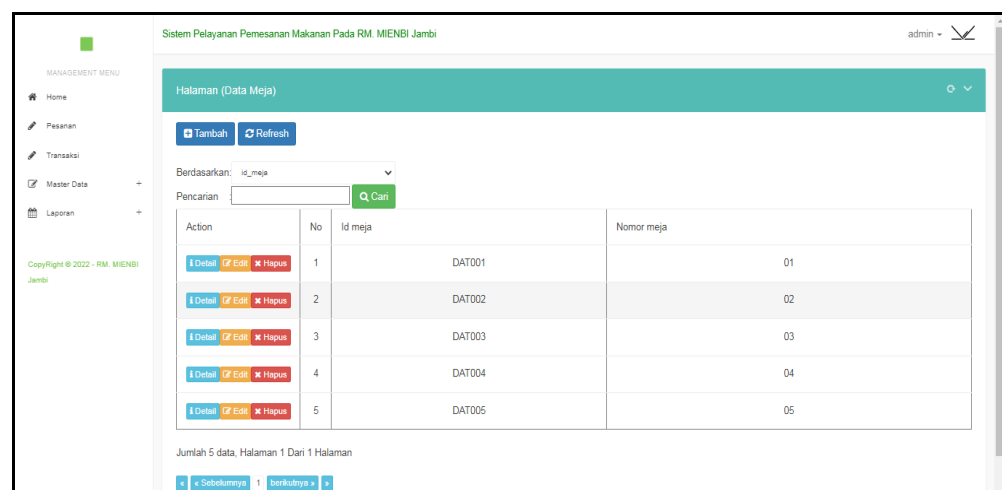 Sistem Pelayanan Pemesanan Makanan Pada RM. MIENBI Jambi
admin
MANAGEMENT MENU
Home
Pesanan
Transaksi
Master Data +
Laporan +
CopyRight © 2022 - RM. MIENBI
Jambi
Halaman (Data Meja)
Tambah Refresh
Berdasarkan: id_meja
Pencarian : Cari
Action No Id meja Nomor meja
Detail Edit Hapus 1 DAT001 01
Detail Edit Hapus 2 DAT002 02
Detail Edit Hapus 3 DAT003 03
Detail Edit Hapus 4 DAT004 04
Detail Edit Hapus 5 DAT005 05
Jumlah 5 data, Halaman 1 Dari 1 Halaman
« « Sebelumnya 1 berikutnya » »